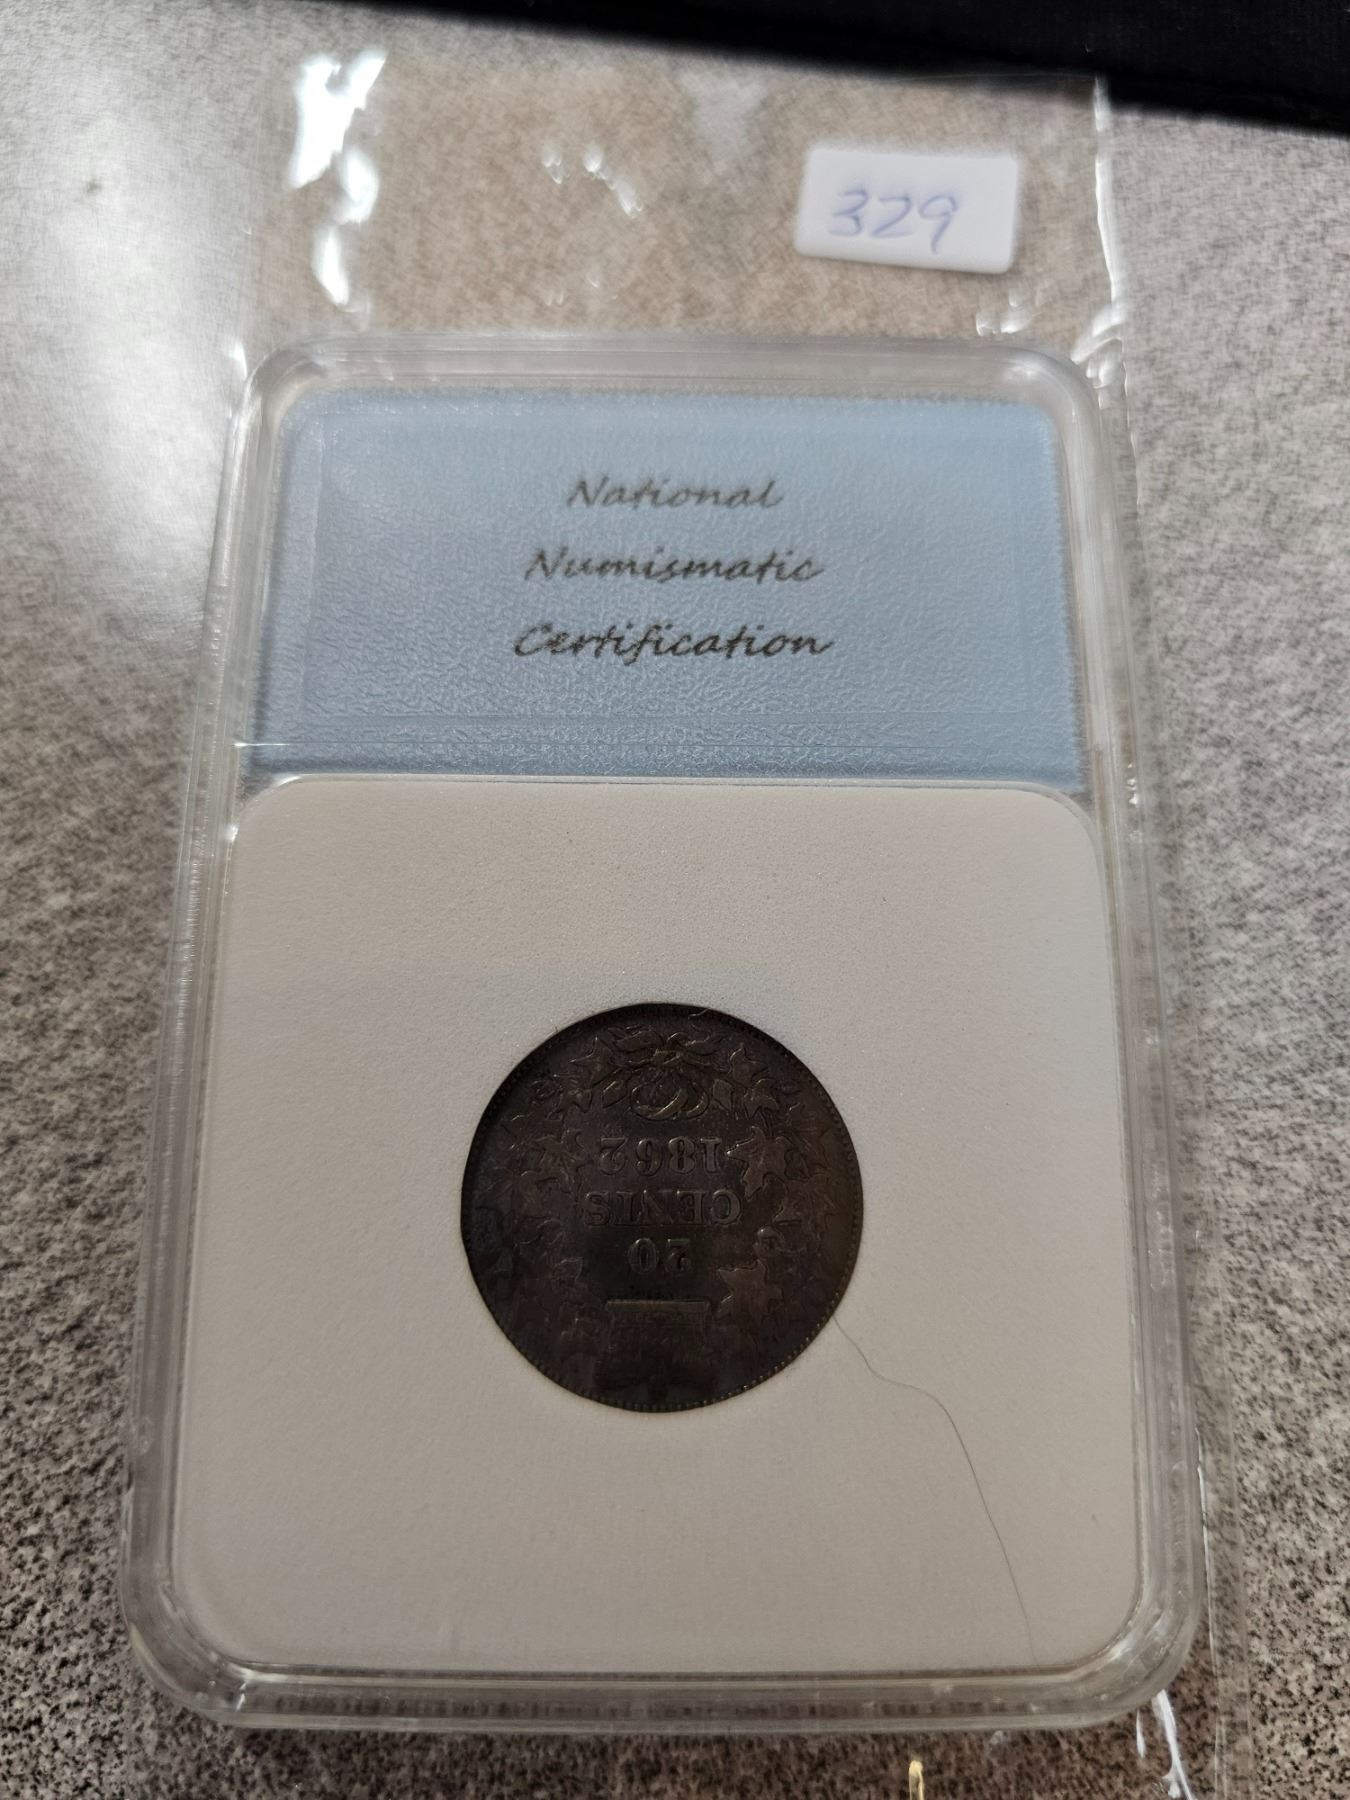 329
National
Numismatic
Certification
20
CENTS
1862